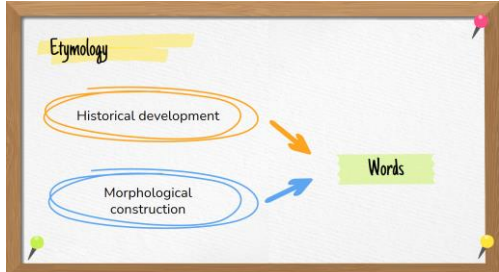 Etymology
Historical development
Words
Morphological
construction